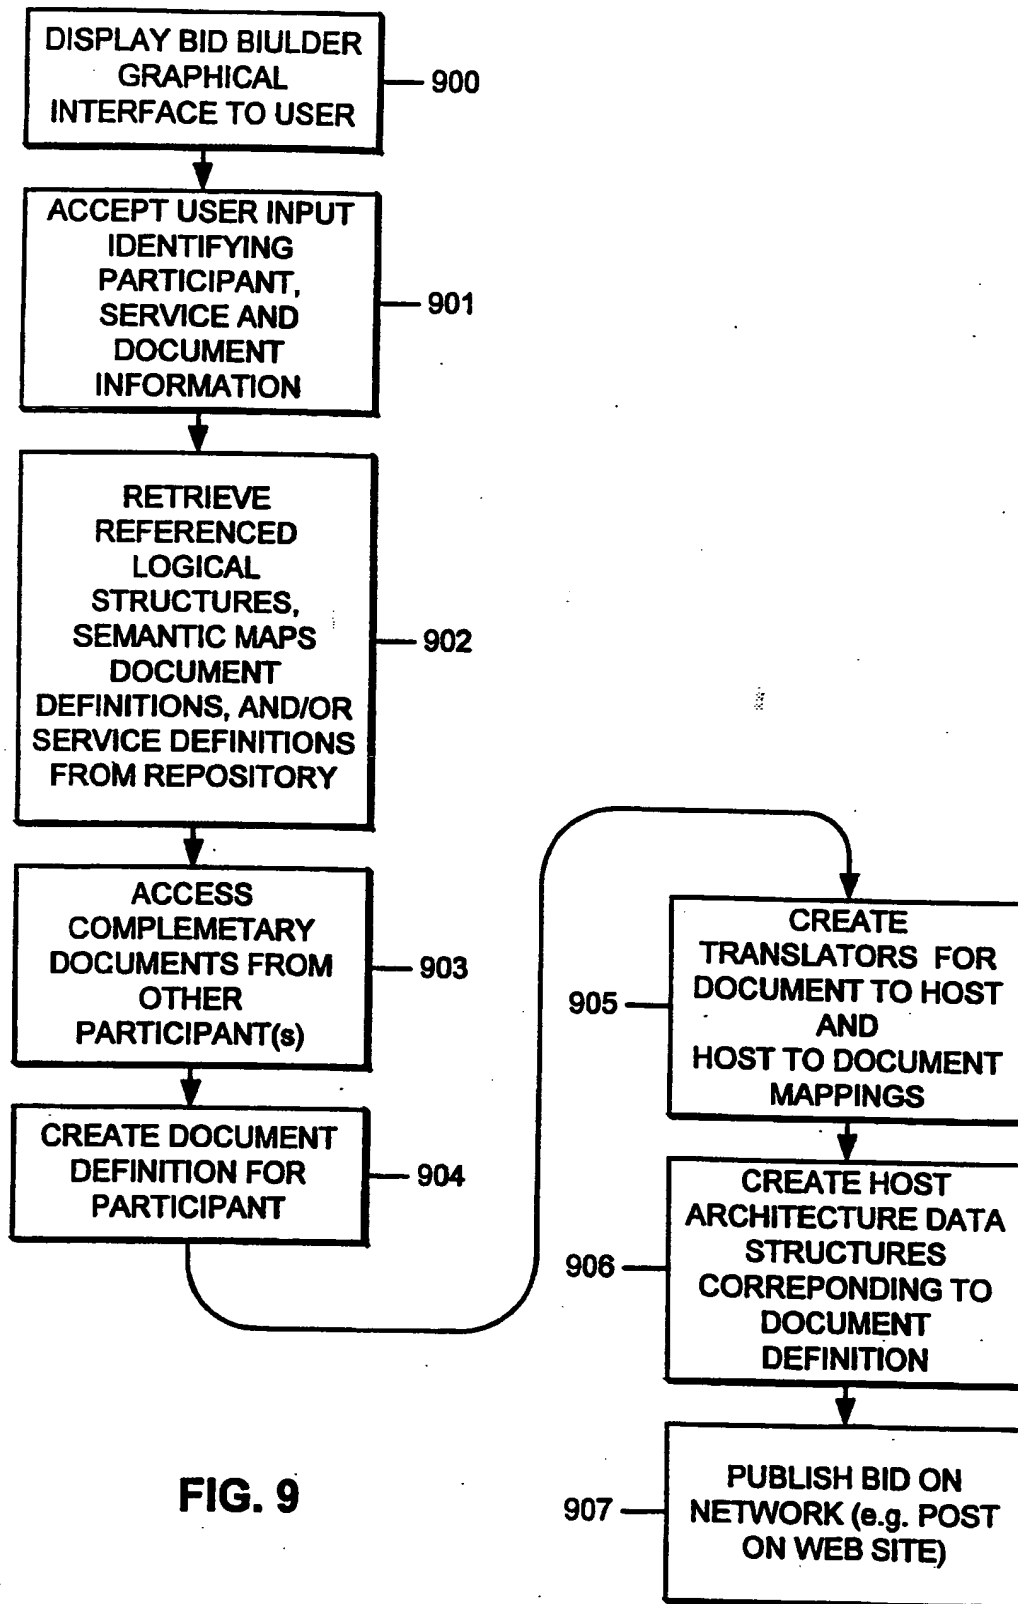 DISPLAY BID BIULDER
GRAPHICAL
INTERFACE TO USER
900
ACCEPT USER INPUT
IDENTIFYING
PARTICIPANT,
SERVICE AND
DOCUMENT
INFORMATION
901
RETRIEVE
REFERENCED
LOGICAL
STRUCTURES,
SEMANTIC MAPS
DOCUMENT
DEFINITIONS, AND/OR
SERVICE DEFINITIONS
FROM REPOSITORY
902
ACCESS
COMPLEMETARY
DOCUMENTS FROM
OTHER
PARTICIPANT(s)
903
CREATE DOCUMENT
DEFINITION FOR
PARTICIPANT
904
CREATE
TRANSLATORS FOR
DOCUMENT TO HOST
AND
HOST TO DOCUMENT
MAPPINGS
905
CREATE HOST
ARCHITECTURE DATA
STRUCTURES
CORREPONDING TO
DOCUMENT
DEFINITION
906
PUBLISH BID ON
NETWORK (e.g. POST
ON WEB SITE)
907
FIG. 9